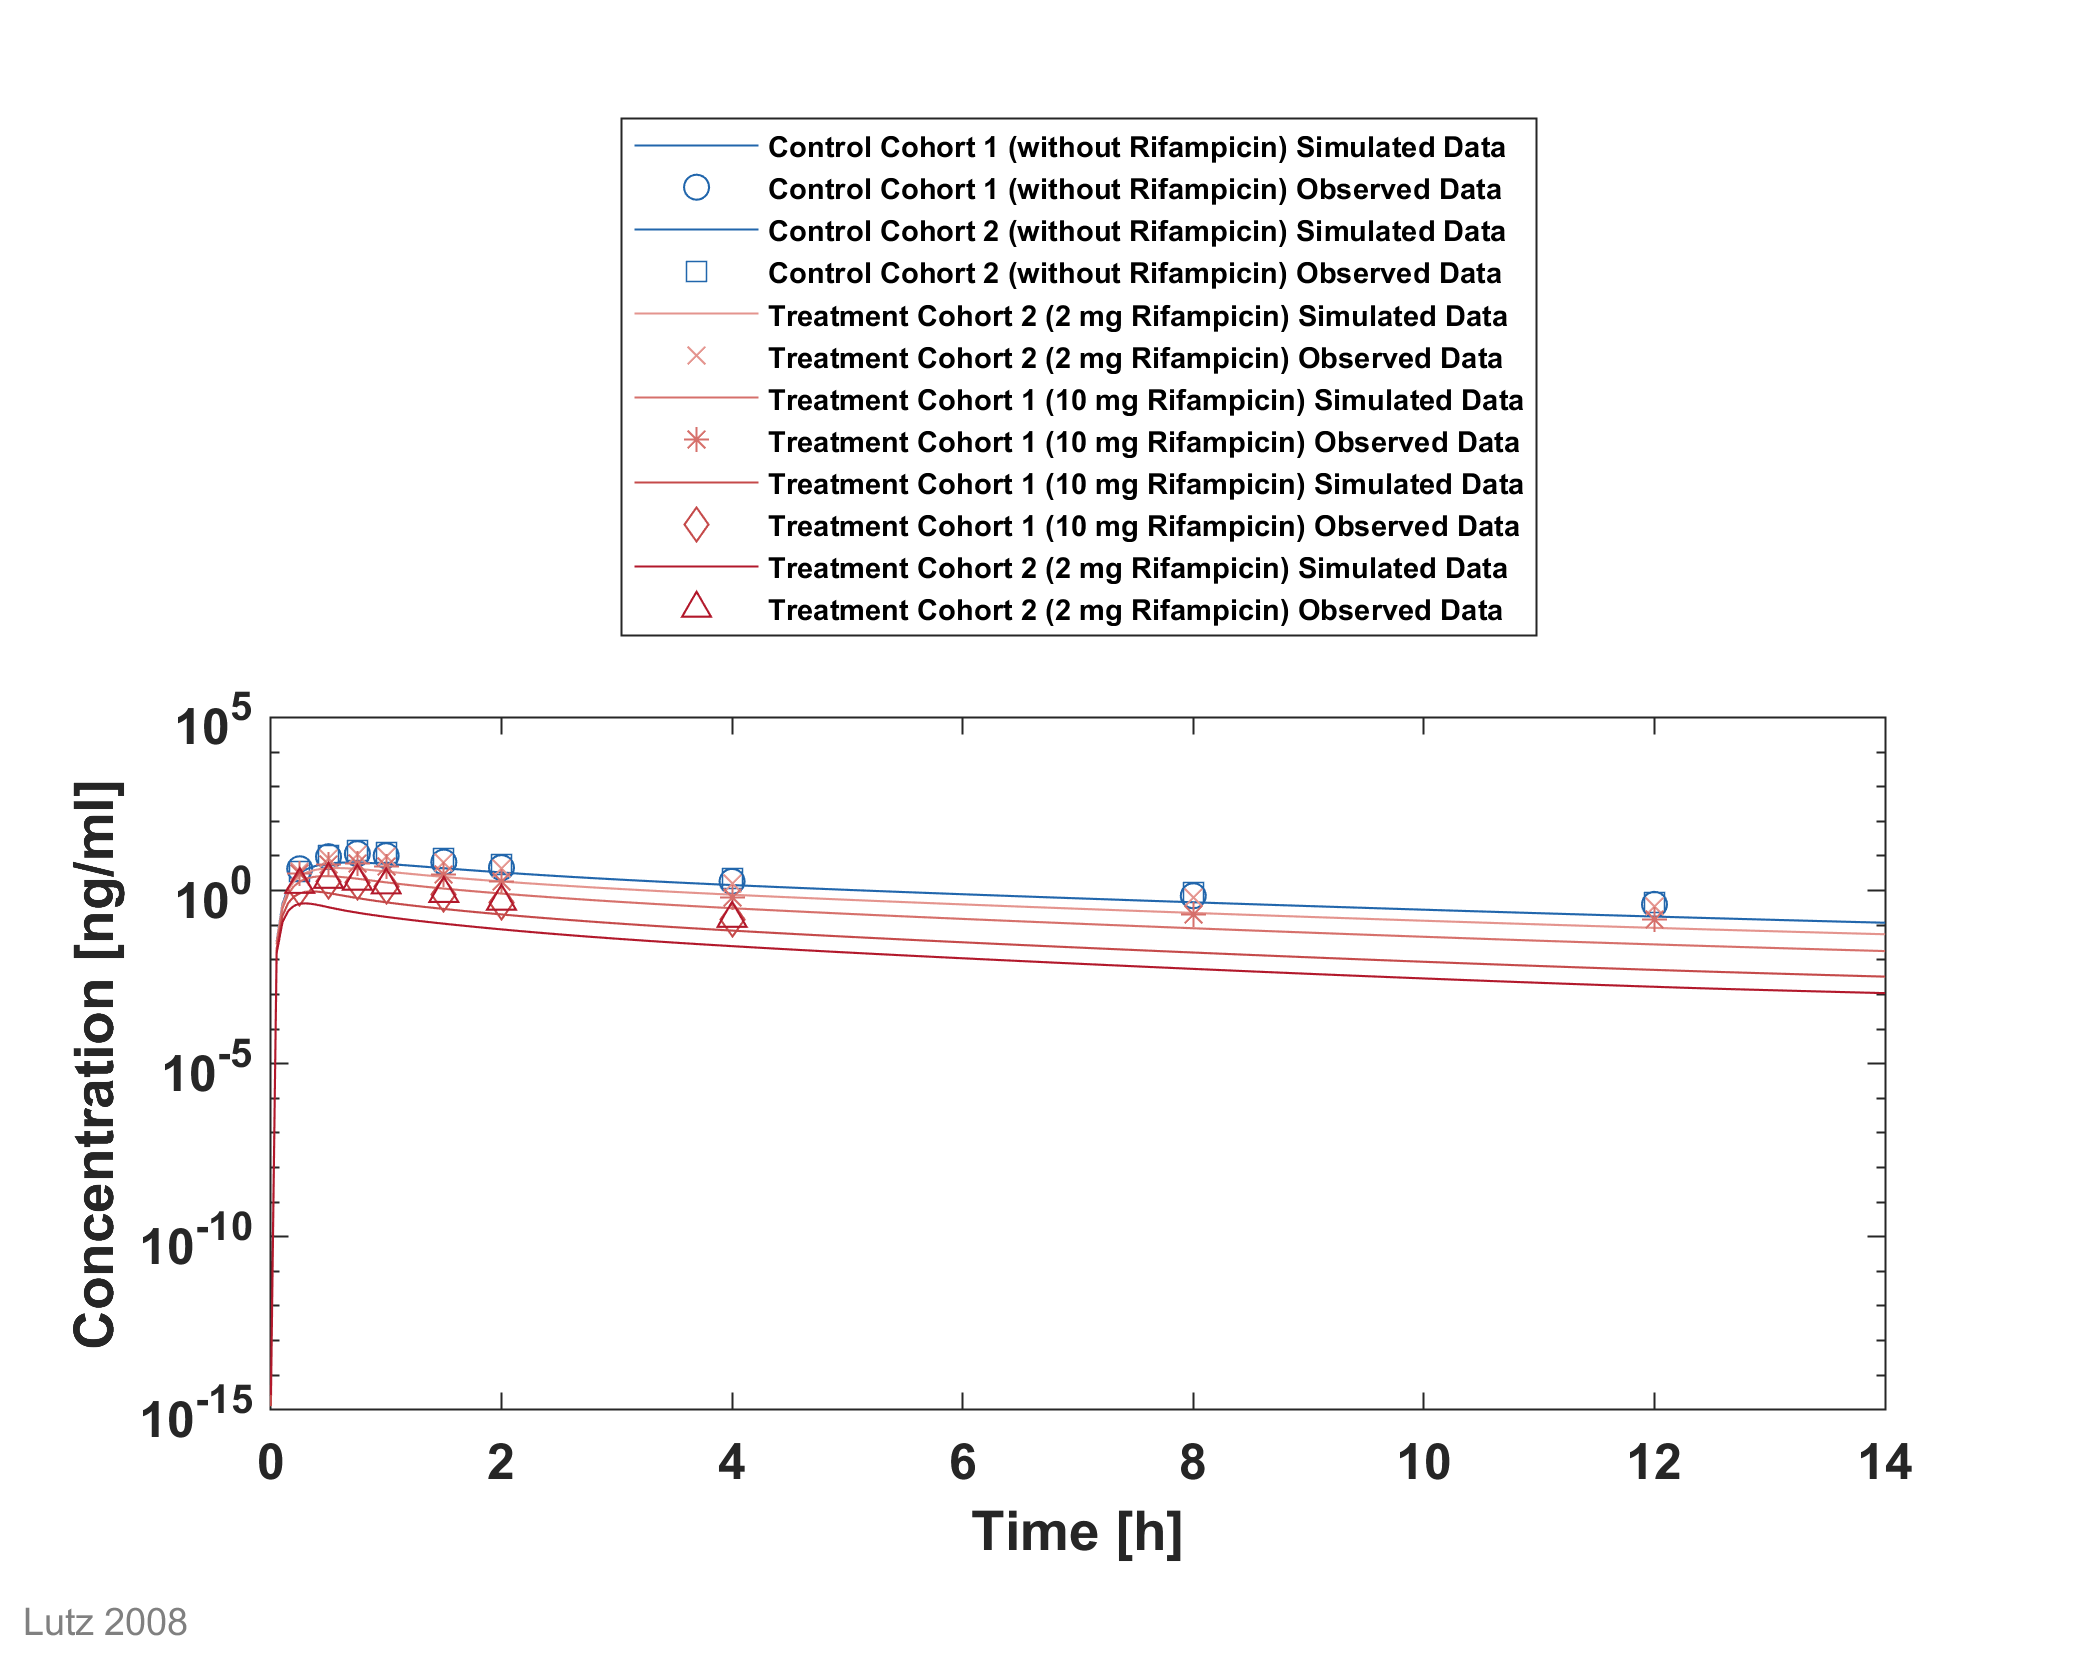 Control Cohort 1 (without Rifampicin) Simulated Data
Control Cohort 1 (without Rifampicin) Observed Data
Control Cohort 2 (without Rifampicin) Simulated Data
Control Cohort 2 (without Rifampicin) Observed Data
Treatment Cohort 2 (2 mg Rifampicin) Simulated Data
Treatment Cohort 2 (2 mg Rifampicin) Observed Data
Treatment Cohort 1 (10 mg Rifampicin) Simulated Data
Treatment Cohort 1 (10 mg Rifampicin) Observed Data
Treatment Cohort 1 (10 mg Rifampicin) Simulated Data
Treatment Cohort 1 (10 mg Rifampicin) Observed Data
Treatment Cohort 2 (2 mg Rifampicin) Simulated Data
Treatment Cohort 2 (2 mg Rifampicin) Observed Data
Concentration [ng/ml]
10^5
10^0
10^-5
10^-10
10^-15
0 2 4 6 8 10 12 14
Time [h]
Lutz 2008